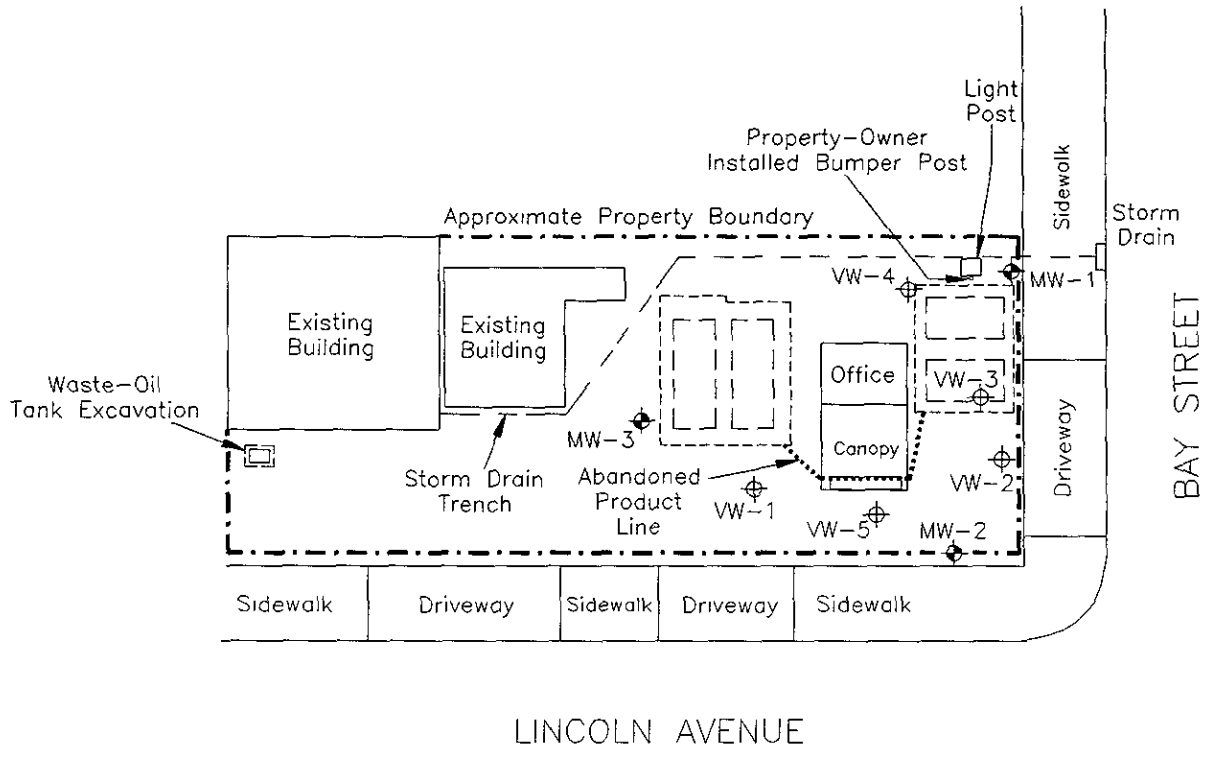 Light
Post
Property-Owner
Installed Bumper Post
Sidewalk
Storm
Drain
Approximate Property Boundary
VW-4
MW-1
Existing
Building
Existing
Building
Office
VW-3
Waste-Oil
Tank Excavation
MW-3
Canopy
Driveway
BAY STREET
Storm Drain
Trench
Abandoned
Product
Line
VW-1
VW-2
VW-5
MW-2
Sidewalk
Driveway
Sidewalk
Driveway
Sidewalk
LINCOLN AVENUE